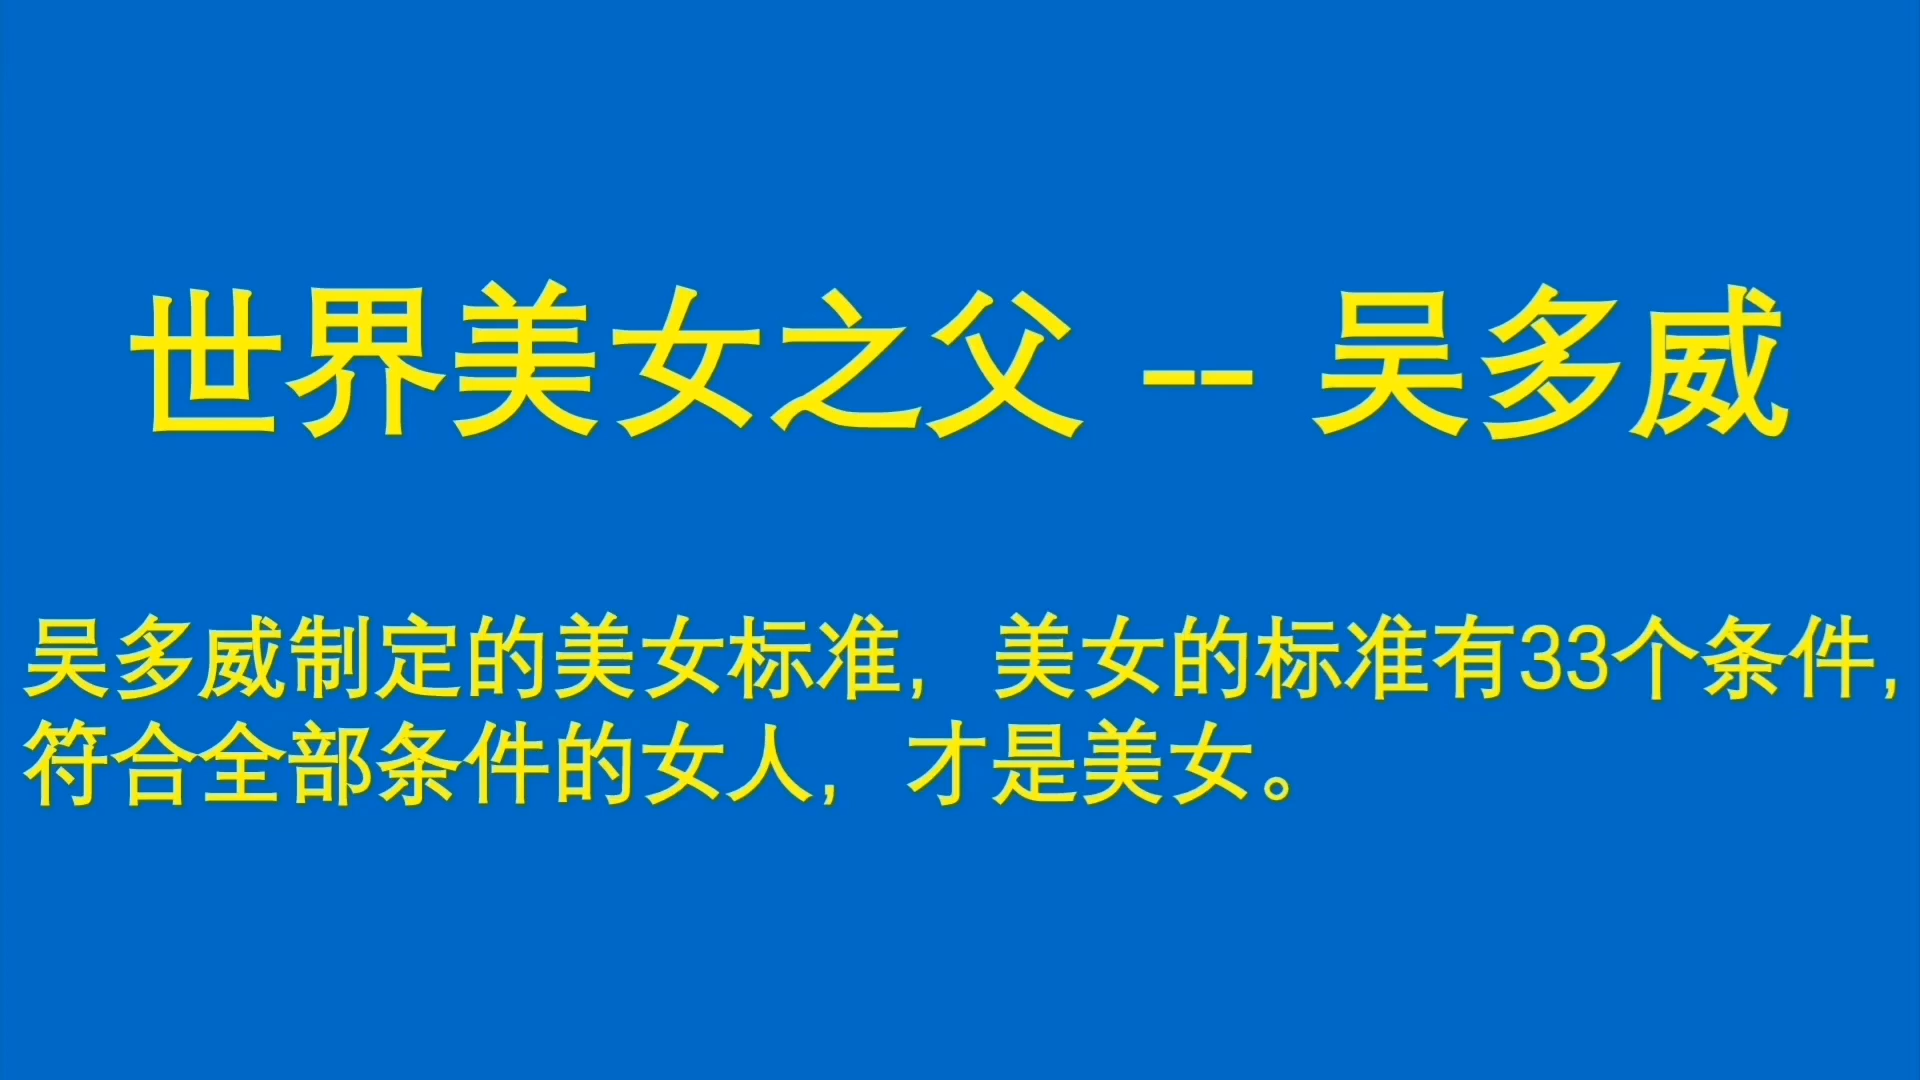 世界美女之父 -- 吴多威
吴多威制定的美女标准，美女的标准有33个条件，
符合全部条件的女人，才是美女。